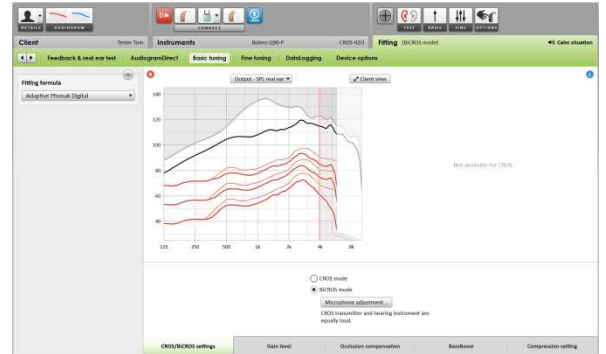 DETAILS AUDIOGRAM CONNECT TEST BASIC FINE OPTIONS
Client Tester Tom Instruments Bolero Q90-P CROS H2O Fitting (BiCROS mode) Calm situation
Feedback & real ear test AudiogramDirect Basic tuning Fine tuning DataLogging Device options
Fitting formula
Adaptive Phonak Digital
R
Output - SPL real ear
Client view
L
140
120
100
80
60
40
125 250 500 1k 2k 4k 8k
Not available for CROS
CROS mode
BiCROS mode
Microphone adjustment...
CROS transmitter and hearing instrument are
equally loud.
CROS/BiCROS settings Gain level Occlusion compensation BassBoost Compression setting